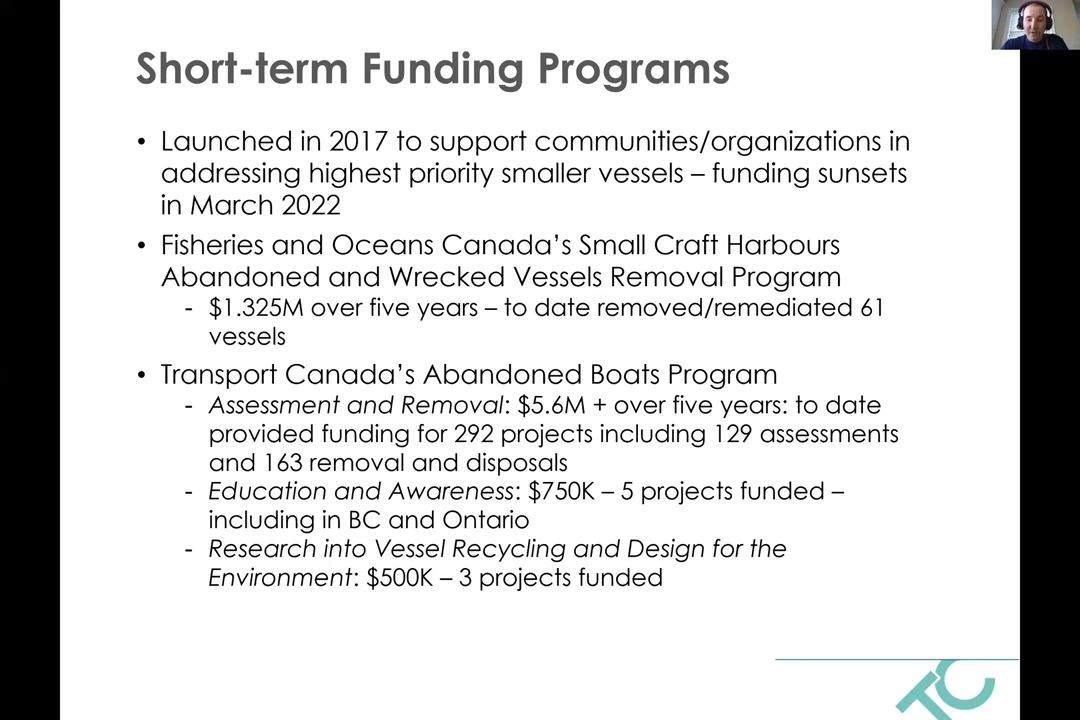 Short-term Funding Programs
• Launched in 2017 to support communities/organizations in
addressing highest priority smaller vessels – funding sunsets
in March 2022
• Fisheries and Oceans Canada's Small Craft Harbours
Abandoned and Wrecked Vessels Removal Program
- $1.325M over five years – to date removed/remediated 61
vessels
• Transport Canada's Abandoned Boats Program
- Assessment and Removal: $5.6M + over five years: to date
provided funding for 292 projects including 129 assessments
and 163 removal and disposals
- Education and Awareness: $750K – 5 projects funded –
including in BC and Ontario
- Research into Vessel Recycling and Design for the
Environment: $500K – 3 projects funded
TC